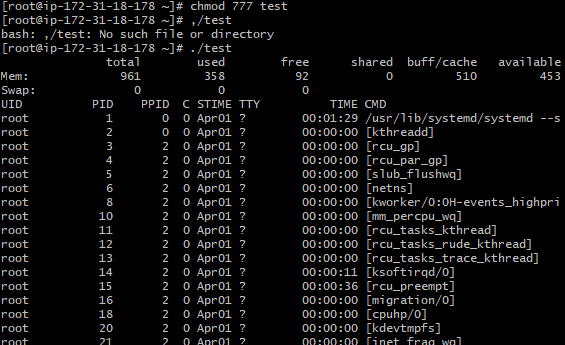 [root@ip-172-31-18-178 ~]# chmod 777 test
[root@ip-172-31-18-178 ~]# ,/test
bash: ,/test: No such file or directory
[root@ip-172-31-18-178 ~]# ./test
total used free shared buff/cache available
Mem: 961 358 92 0 510 453
Swap: 0 0 0
UID PID PPID C STIME TTY TIME CMD
root 1 0 0 Apr01 ? 00:01:29 /usr/lib/systemd/systemd --s
root 2 0 0 Apr01 ? 00:00:00 [kthreadd]
root 3 2 0 Apr01 ? 00:00:00 [rcu_gp]
root 4 2 0 Apr01 ? 00:00:00 [rcu_par_gp]
root 5 2 0 Apr01 ? 00:00:00 [slub_flushwq]
root 6 2 0 Apr01 ? 00:00:00 [netns]
root 8 2 0 Apr01 ? 00:00:00 [kworker/0:0H-events_highpri
root 10 2 0 Apr01 ? 00:00:00 [mm_percpu_wq]
root 11 2 0 Apr01 ? 00:00:00 [rcu_tasks_kthread]
root 12 2 0 Apr01 ? 00:00:00 [rcu_tasks_rude_kthread]
root 13 2 0 Apr01 ? 00:00:00 [rcu_tasks_trace_kthread]
root 14 2 0 Apr01 ? 00:00:11 [ksoftirqd/0]
root 15 2 0 Apr01 ? 00:00:36 [rcu_preempt]
root 16 2 0 Apr01 ? 00:00:00 [migration/0]
root 18 2 0 Apr01 ? 00:00:00 [cpuhp/0]
root 20 2 0 Apr01 ? 00:00:00 [kdevtmpfs]
root 21 2 0 Apr01 ? 00:00:00 [inet_frag_wq]